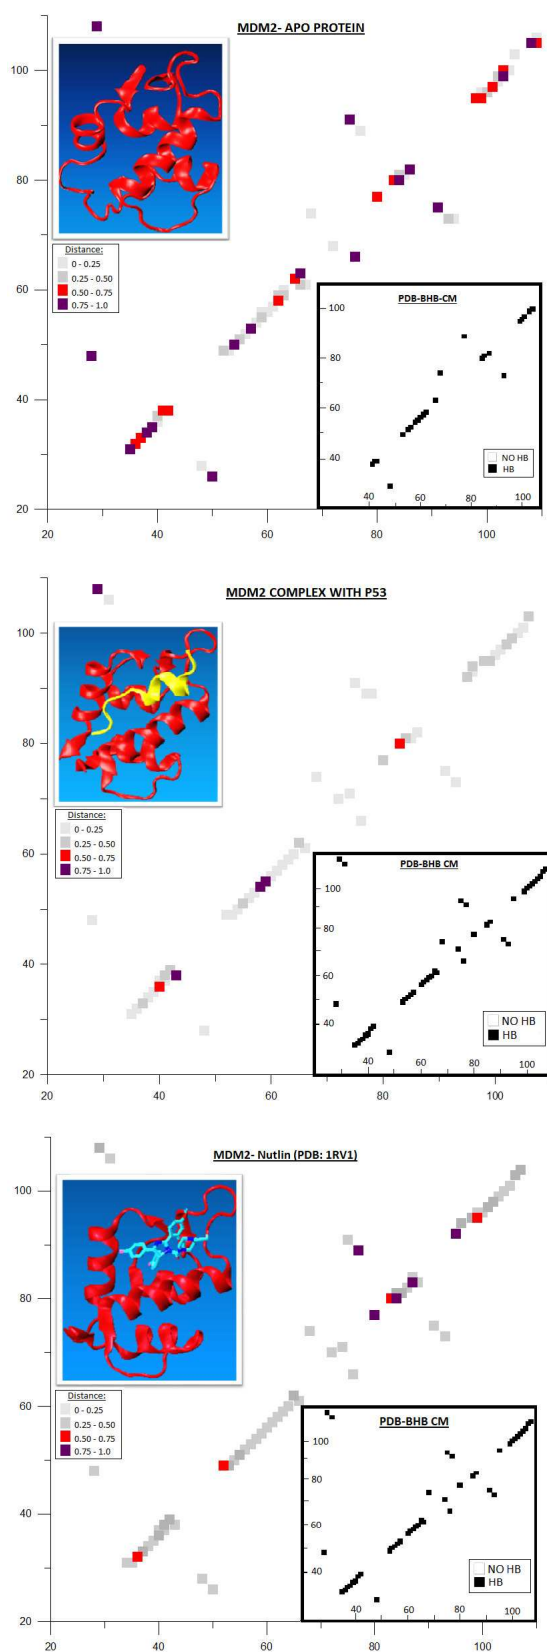 MDM2- APO PROTEIN
100
80
60
40
20
20
40
60
80
100
Distance:
0 - 0.25
0.25 - 0.50
0.50 - 0.75
0.75 - 1.0
PDB-BHB-CM
100
80
60
40
40
60
80
100
NO HB
HB
MDM2 COMPLEX WITH P53
100
80
60
40
20
20
40
60
80
100
Distance:
0 - 0.25
0.25 - 0.50
0.50 - 0.75
0.75 - 1.0
PDB-BHB CM
100
80
60
40
40
60
80
100
NO HB
HB
MDM2- Nutlin (PDB: 1RV1)
100
80
60
40
20
20
40
60
80
100
Distance:
0 - 0.25
0.25 - 0.50
0.50 - 0.75
0.75 - 1.0
PDB-BHB CM
100
80
60
40
40
60
80
100
NO HB
HB